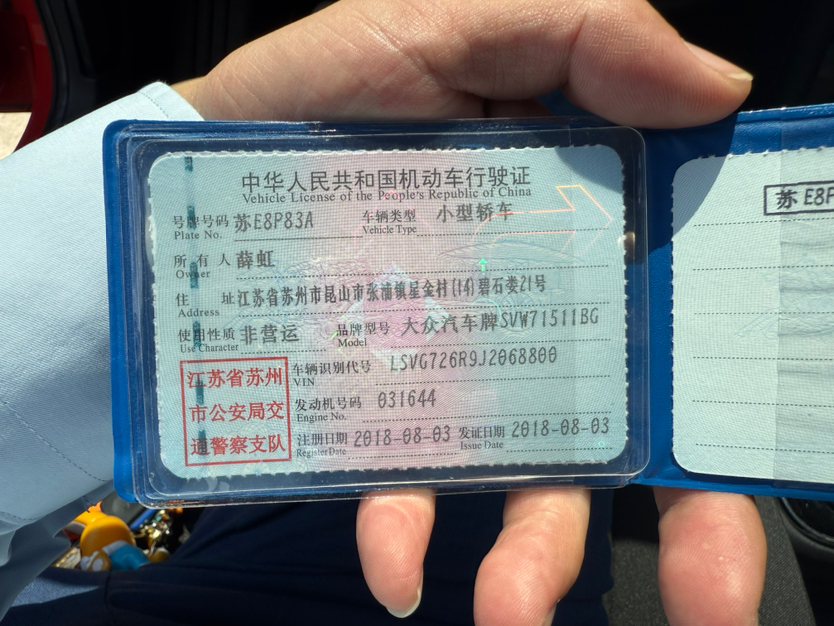 中华人民共和国机动车行驶证
Vehicle License of the People's Republic of China
号牌号码 苏E8P83A 车辆类型 小型轿车
Plate No. Vehicle Type
所有人 薛虹
Owner
住址 江苏省苏州市昆山市张浦镇星金村(14)碧石娄21号
Address
使用性质 非营运 品牌型号 大众汽车牌SVW71511BG
Use Character Model
车辆识别代号 LSVG726R9J2068800
VIN
发动机号码 031644
Engine No.
注册日期 2018-08-03 发证日期 2018-08-03
Register Date Issue Date
江苏省苏州
市公安局交
通警察支队
苏E8P